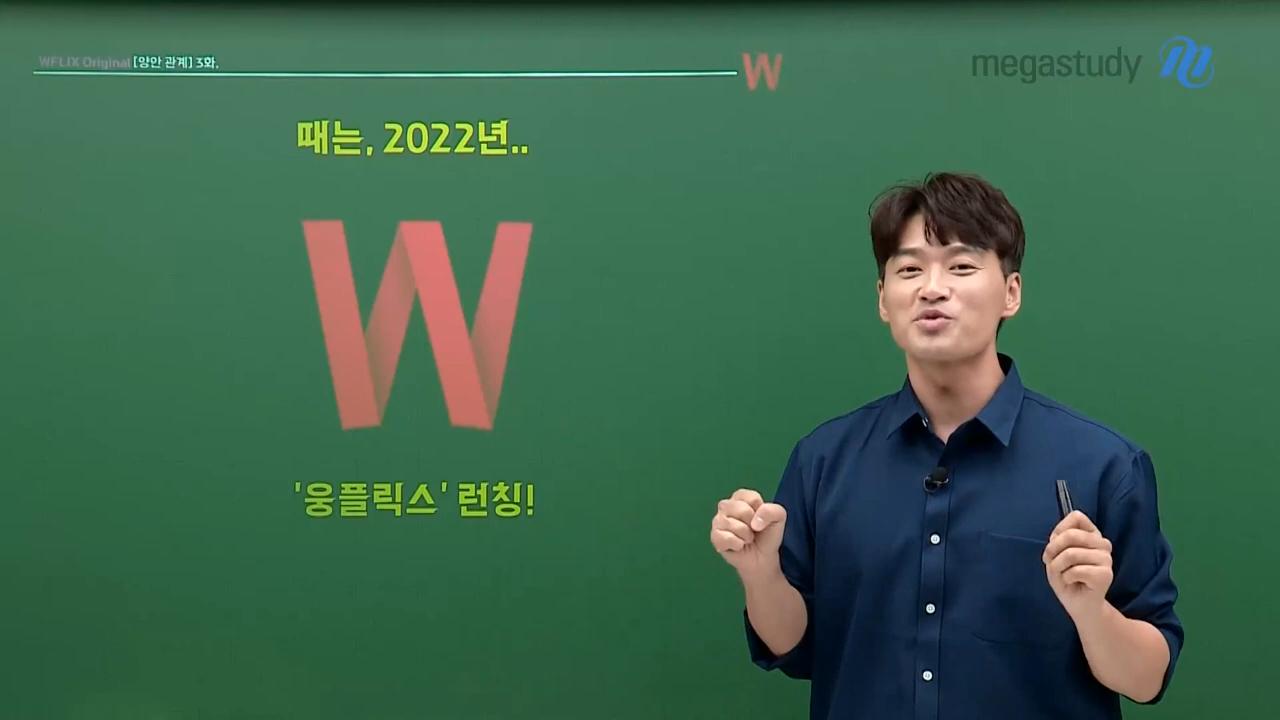 WFLIX Original [양안 관계] 3화.
W
megastudy
때는, 2022년..
W
'웅플릭스' 런칭!